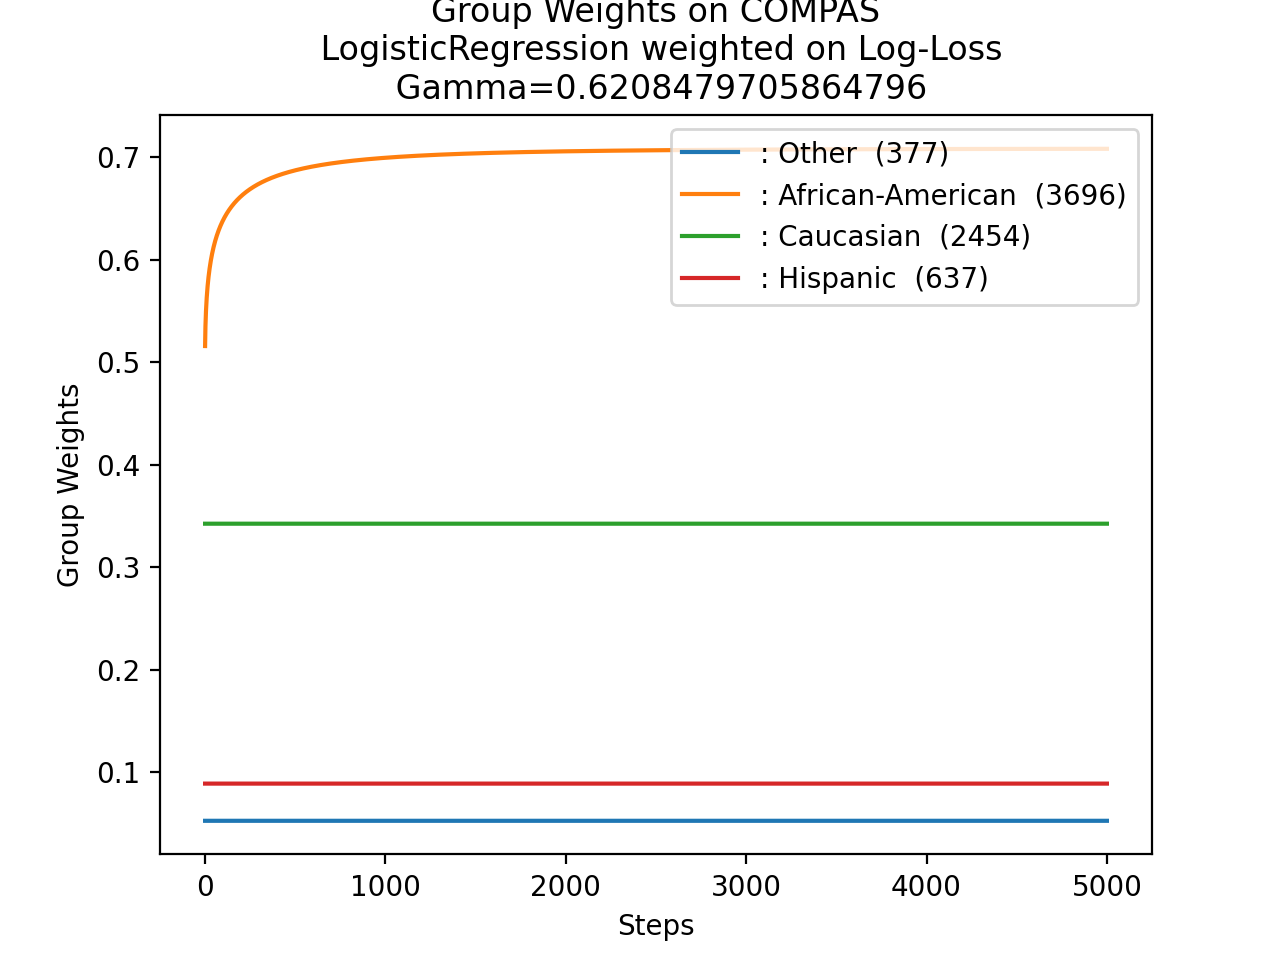 Group Weights on COMPAS
LogisticRegression weighted on Log-Loss
Gamma=0.6208479705864796
0.7
0.6
0.5
0.4
0.3
0.2
0.1
Group Weights
: Other (377)
: African-American (3696)
: Caucasian (2454)
: Hispanic (637)
0 1000 2000 3000 4000 5000
Steps